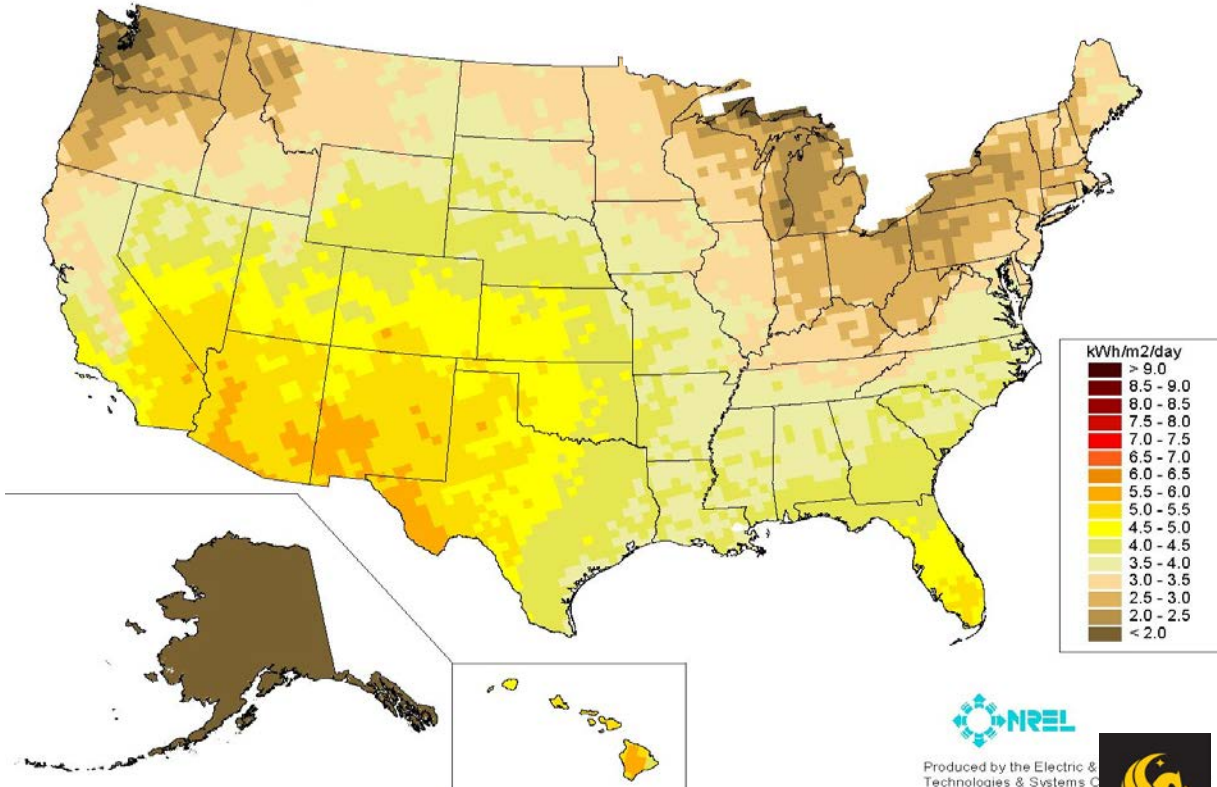 kWh/m2/day
> 9.0
8.5 - 9.0
8.0 - 8.5
7.5 - 8.0
7.0 - 7.5
6.5 - 7.0
6.0 - 6.5
5.5 - 6.0
5.0 - 5.5
4.5 - 5.0
4.0 - 4.5
3.5 - 4.0
3.0 - 3.5
2.5 - 3.0
2.0 - 2.5
< 2.0
NREL
Produced by the Electric &
Technologies & Systems C